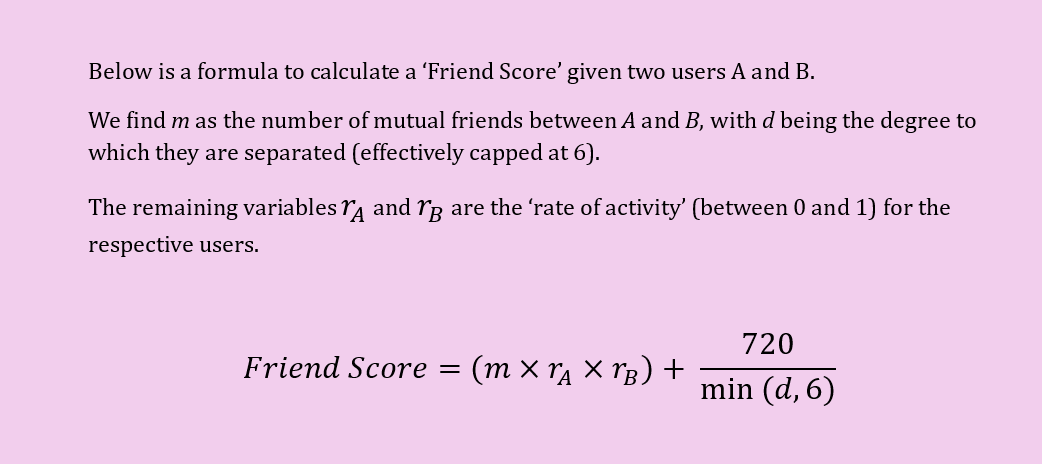 Below is a formula to calculate a ‘Friend Score’ given two users A and B.
We find m as the number of mutual friends between A and B, with d being the degree to
which they are separated (effectively capped at 6).
The remaining variables r_A and r_B are the ‘rate of activity’ (between 0 and 1) for the
respective users.
Friend Score = (m × r_A × r_B) + 720 / min (d, 6)